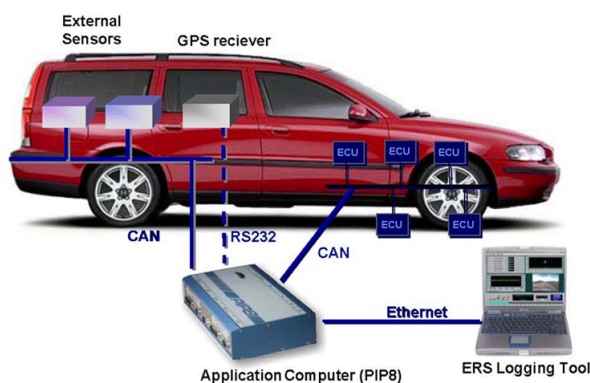 External
Sensors
GPS reciever
ECU
ECU
ECU
ECU
ECU
CAN
RS232
CAN
PIP8
Ethernet
Application Computer (PIP8)
ERS Logging Tool